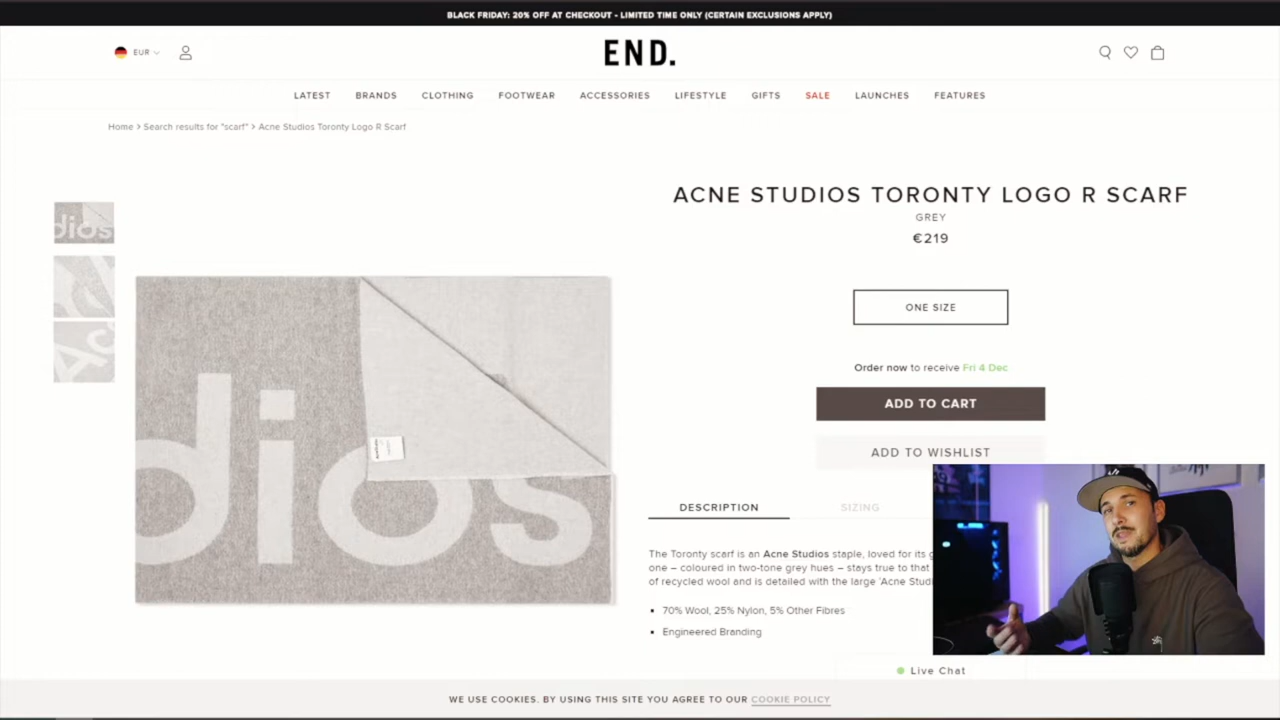 BLACK FRIDAY: 20% OFF AT CHECKOUT - LIMITED TIME ONLY (CERTAIN EXCLUSIONS APPLY)
EUR
END.
LATEST BRANDS CLOTHING FOOTWEAR ACCESSORIES LIFESTYLE GIFTS SALE LAUNCHES FEATURES
Home > Search results for "scarf" > Acne Studios Toronty Logo R Scarf
ACNE STUDIOS TORONTY LOGO R SCARF
GREY
€219
dios
Ac
dios
ONE SIZE
Order now to receive Fri 4 Dec
ADD TO CART
ADD TO WISHLIST
DESCRIPTION SIZING
The Toronty scarf is an Acne Studios staple, loved for its
one – coloured in two-tone grey hues – stays true to that
of recycled wool and is detailed with the large 'Acne Studi
• 70% Wool, 25% Nylon, 5% Other Fibres
• Engineered Branding
Live Chat
WE USE COOKIES. BY USING THIS SITE YOU AGREE TO OUR COOKIE POLICY